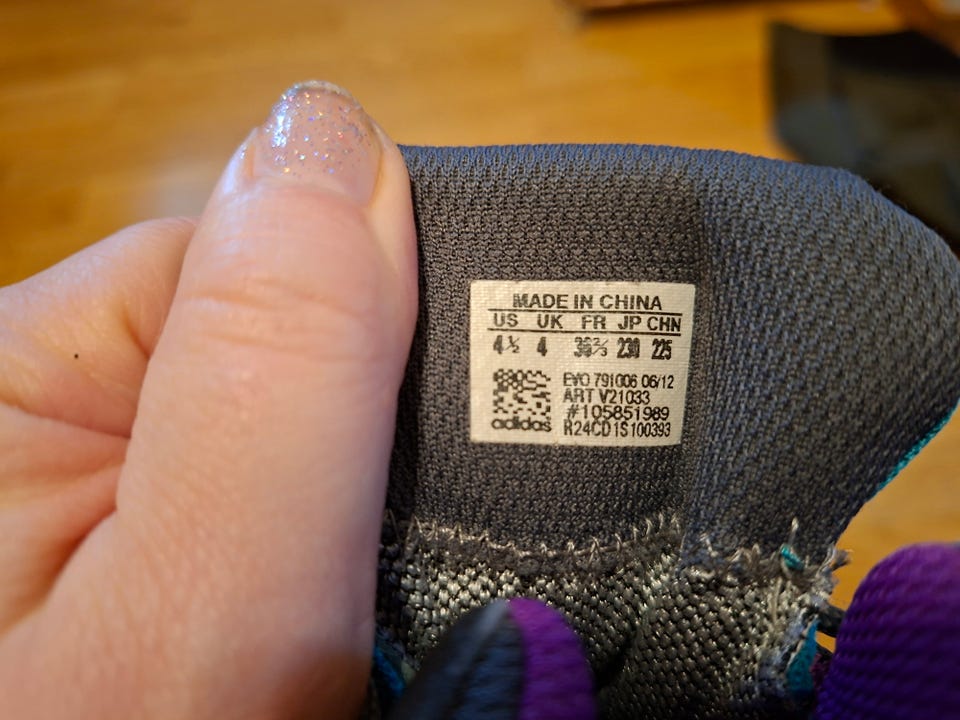 MADE IN CHINA
US UK FR JP CHN
4½ 4 36⅔ 230 225
EVO 791006 06/12
ART V21033
#105851989
adidas R24CD1S100393